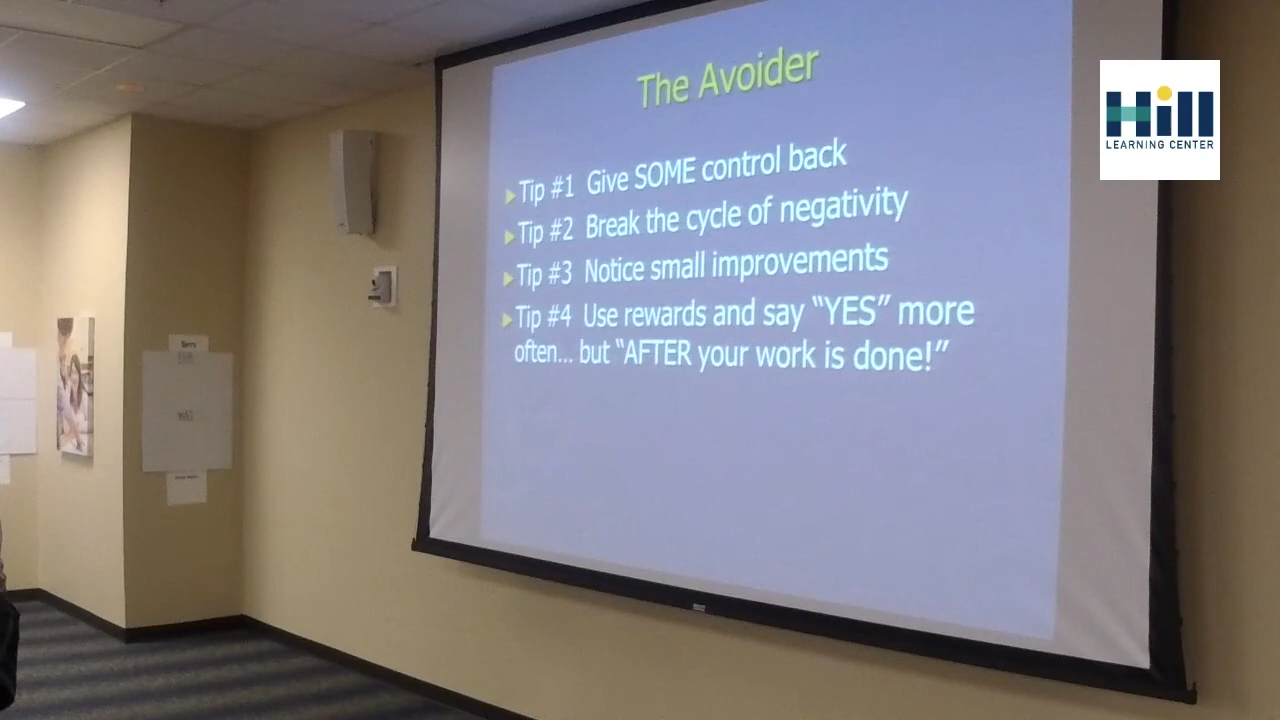 The Avoider
Tip #1 Give SOME control back
Tip #2 Break the cycle of negativity
Tip #3 Notice small improvements
Tip #4 Use rewards and say “YES” more
often... but “AFTER your work is done!”
Hill
LEARNING CENTER